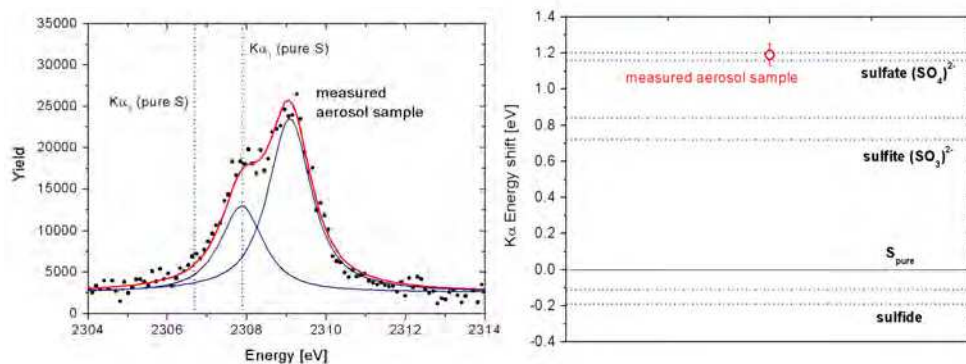 35000
30000
25000
20000
15000
10000
5000
0
Yield
Kα₁ (pure S)
Kα₂ (pure S)
measured
aerosol sample
2304
2306
2308
2310
2312
2314
Energy [eV]
1.4
1.2
1.0
0.8
0.6
0.4
0.2
0.0
-0.2
-0.4
Kα Energy shift [eV]
measured aerosol sample
sulfate (SO₄)²⁻
sulfite (SO₃)²⁻
S pure
sulfide